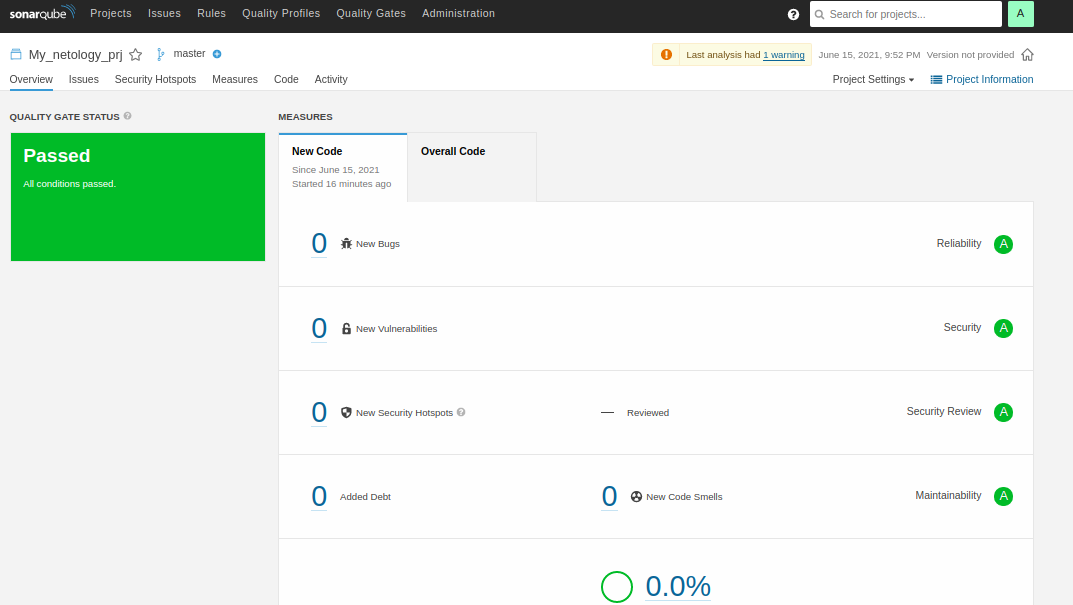 sonarqube Projects Issues Rules Quality Profiles Quality Gates Administration ? Search for projects... A
My_netology_prj master Last analysis had 1 warning June 15, 2021, 9:52 PM Version not provided
Overview Issues Security Hotspots Measures Code Activity Project Settings Project Information
QUALITY GATE STATUS ? MEASURES
Passed
All conditions passed.
New Code Overall Code
Since June 15, 2021
Started 16 minutes ago
0 New Bugs Reliability A
0 New Vulnerabilities Security A
0 New Security Hotspots ? — Reviewed Security Review A
0 Added Debt 0 New Code Smells Maintainability A
0.0%